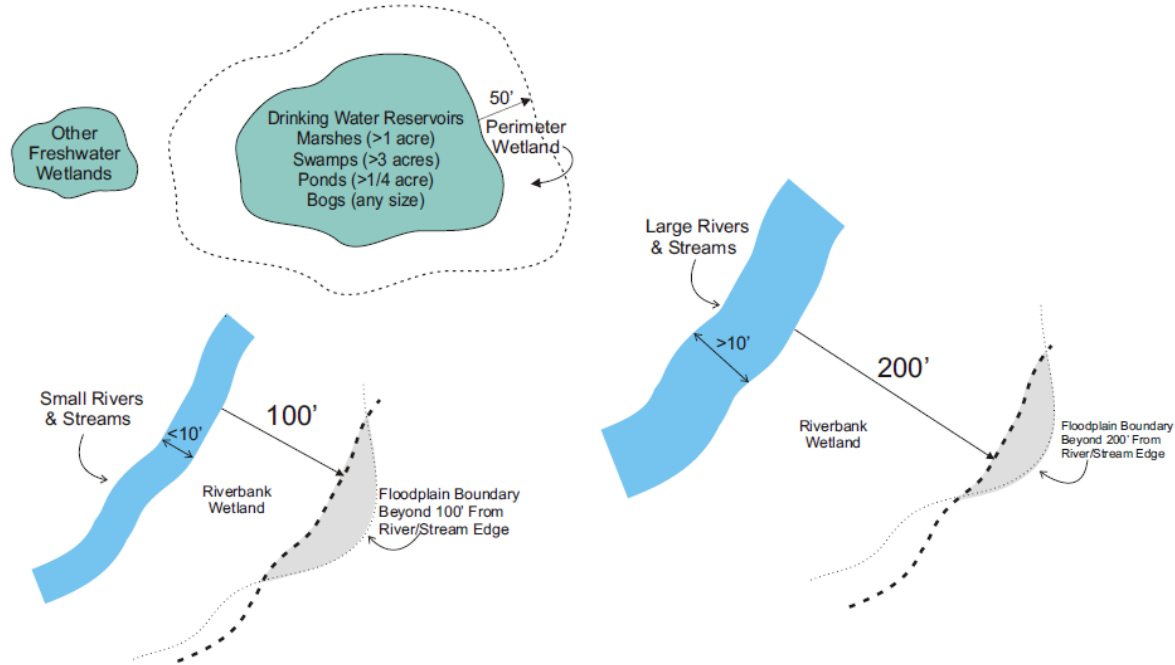 Other
Freshwater
Wetlands
Drinking Water Reservoirs
Marshes (>1 acre)
Swamps (>3 acres)
Ponds (>1/4 acre)
Bogs (any size)
50’
Perimeter
Wetland
Small Rivers
& Streams
<10’
100’
Riverbank
Wetland
Floodplain Boundary
Beyond 100’ From
River/Stream Edge
Large Rivers
& Streams
>10’
200’
Riverbank
Wetland
Floodplain Boundary
Beyond 200’ From
River/Stream Edge